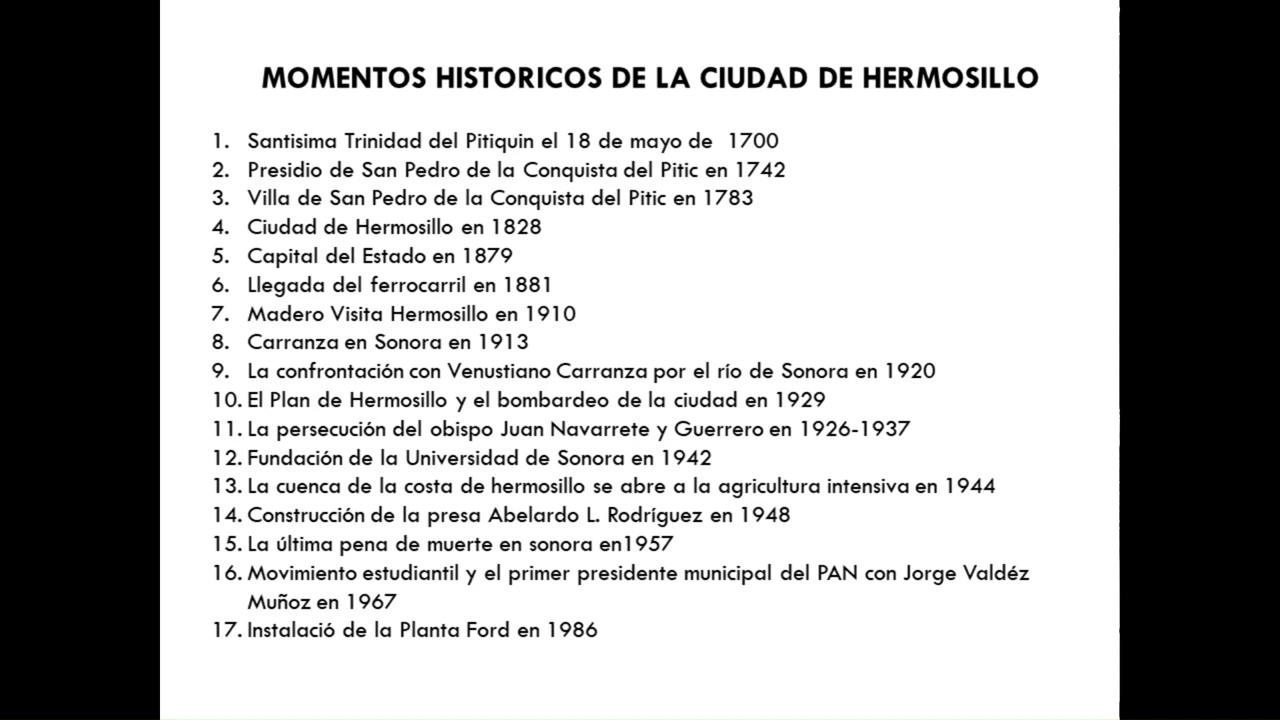 MOMENTOS HISTORICOS DE LA CIUDAD DE HERMOSILLO
1. Santisima Trinidad del Pitiquin el 18 de mayo de 1700
2. Presidio de San Pedro de la Conquista del Pitic en 1742
3. Villa de San Pedro de la Conquista del Pitic en 1783
4. Ciudad de Hermosillo en 1828
5. Capital del Estado en 1879
6. Llegada del ferrocarril en 1881
7. Madero Visita Hermosillo en 1910
8. Carranza en Sonora en 1913
9. La confrontación con Venustiano Carranza por el río de Sonora en 1920
10. El Plan de Hermosillo y el bombardeo de la ciudad en 1929
11. La persecución del obispo Juan Navarrete y Guerrero en 1926-1937
12. Fundación de la Universidad de Sonora en 1942
13. La cuenca de la costa de hermosillo se abre a la agricultura intensiva en 1944
14. Construcción de la presa Abelardo L. Rodríguez en 1948
15. La última pena de muerte en sonora en1957
16. Movimiento estudiantil y el primer presidente municipal del PAN con Jorge Valdéz
Muñoz en 1967
17. Instalació de la Planta Ford en 1986